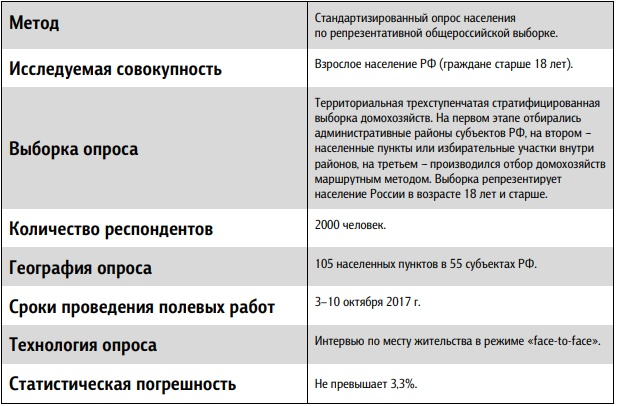 Метод
Стандартизированный опрос населения
по репрезентативной общероссийской выборке.
Исследуемая совокупность
Взрослое население РФ (граждане старше 18 лет).
Выборка опроса
Территориальная трехступенчатая стратифицированная
выборка домохозяйств. На первом этапе отбирались
административные районы субъектов РФ, на втором –
населенные пункты или избирательные участки внутри
районов, на третьем – производился отбор домохозяйств
маршрутным методом. Выборка репрезентирует
население России в возрасте 18 лет и старше.
Количество респондентов
2000 человек.
География опроса
105 населенных пунктов в 55 субъектах РФ.
Сроки проведения полевых работ
3–10 октября 2017 г.
Технология опроса
Интервью по месту жительства в режиме «face-to-face».
Статистическая погрешность
Не превышает 3,3%.